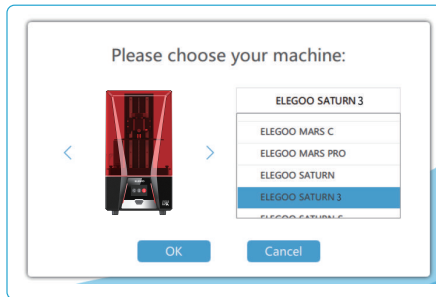 Please choose your machine:
ELEGOO SATURN 3
ELEGOO MARS C
ELEGOO MARS PRO
ELEGOO SATURN
ELEGOO SATURN 3
OK
Cancel